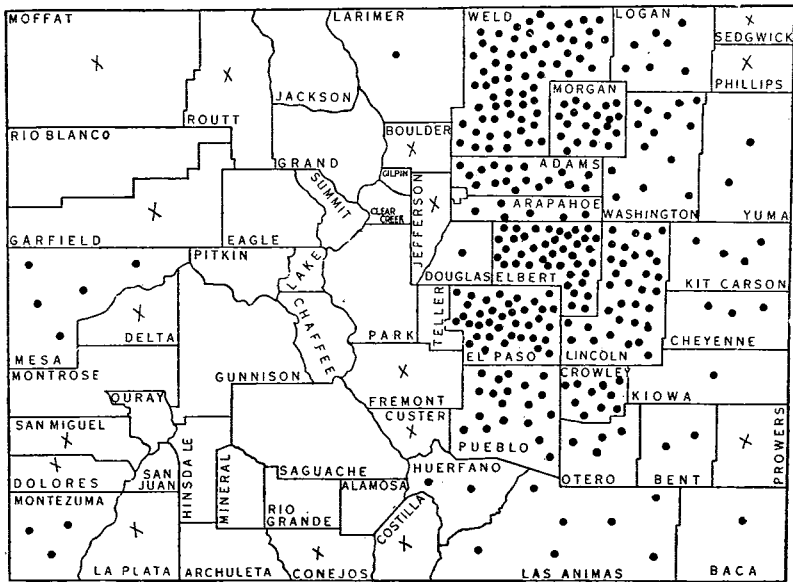 MOFFAT
LARIMER
WELD
LOGAN
SEDGWICK
PHILLIPS
JACKSON
MORGAN
ROUTT
RIO BLANCO
BOULDER
GRAND
GILPIN
ADAMS
SUMMIT
CLEAR CREEK
JEFFERSON
ARAPAHOE
WASHINGTON
YUMA
GARFIELD
EAGLE
PITKIN
LAKE
DOUGLAS
ELBERT
KIT CARSON
DELTA
CHAFFEE
PARK
TELLER
CHEYENNE
MESA
EL PASO
LINCOLN
MONTROSE
GUNNISON
CROWLEY
KIOWA
OURAY
FREMONT
CUSTER
SAN MIGUEL
PUEBLO
PROWERS
DOLORES
SAN JUAN
HINSDALE
MINERAL
SAGUACHE
HUERFANO
OTERO
BENT
MONTEZUMA
RIO GRANDE
ALAMOSA
COSTILLA
LA PLATA
ARCHULETA
CONEJOS
LAS ANIMAS
BACA